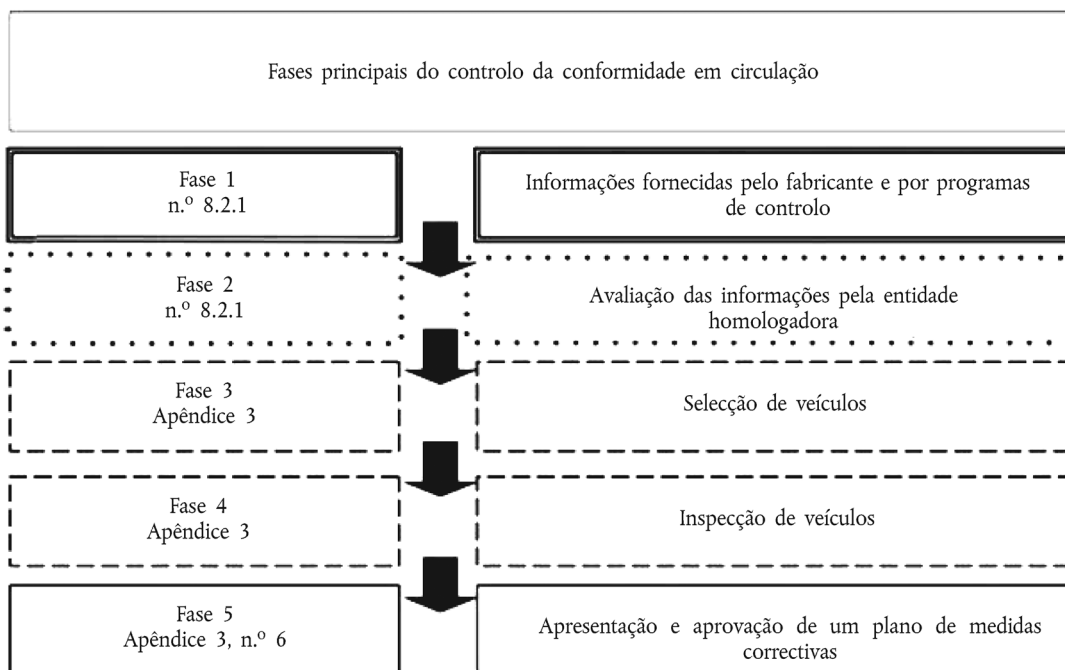 Fases principais do controlo da conformidade em circulação
Fase 1
n.º 8.2.1
Informações fornecidas pelo fabricante e por programas
de controlo
Fase 2
n.º 8.2.1
Avaliação das informações pela entidade
homologadora
Fase 3
Apêndice 3
Selecção de veículos
Fase 4
Apêndice 3
Inspecção de veículos
Fase 5
Apêndice 3, n.º 6
Apresentação e aprovação de um plano de medidas
correctivas